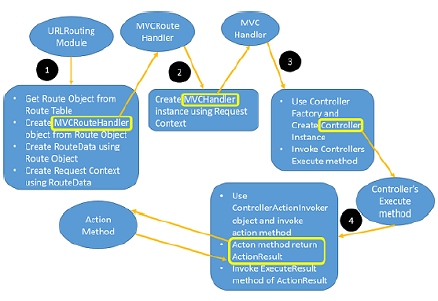 URLRouting
Module
MVCRoute
Handler
MVC
Handler
1
2
3
• Get Route Object from
Route Table
• Create MVCRouteHandler
object from Route Object
• Create RouteData using
Route Object
• Create Request Context
using RouteData
Create MVCHandler
instance using Request
Context
• Use Controller
Factory and
Create Controller
Instance
• Invoke Controllers
Execute method
Controller's
Execute
method
4
• Use
ControllerActionInvoker
object and invoke
action method
• Acton method return
ActionResult
• Invoke ExecuteResult
method of ActionResult
Action
Method